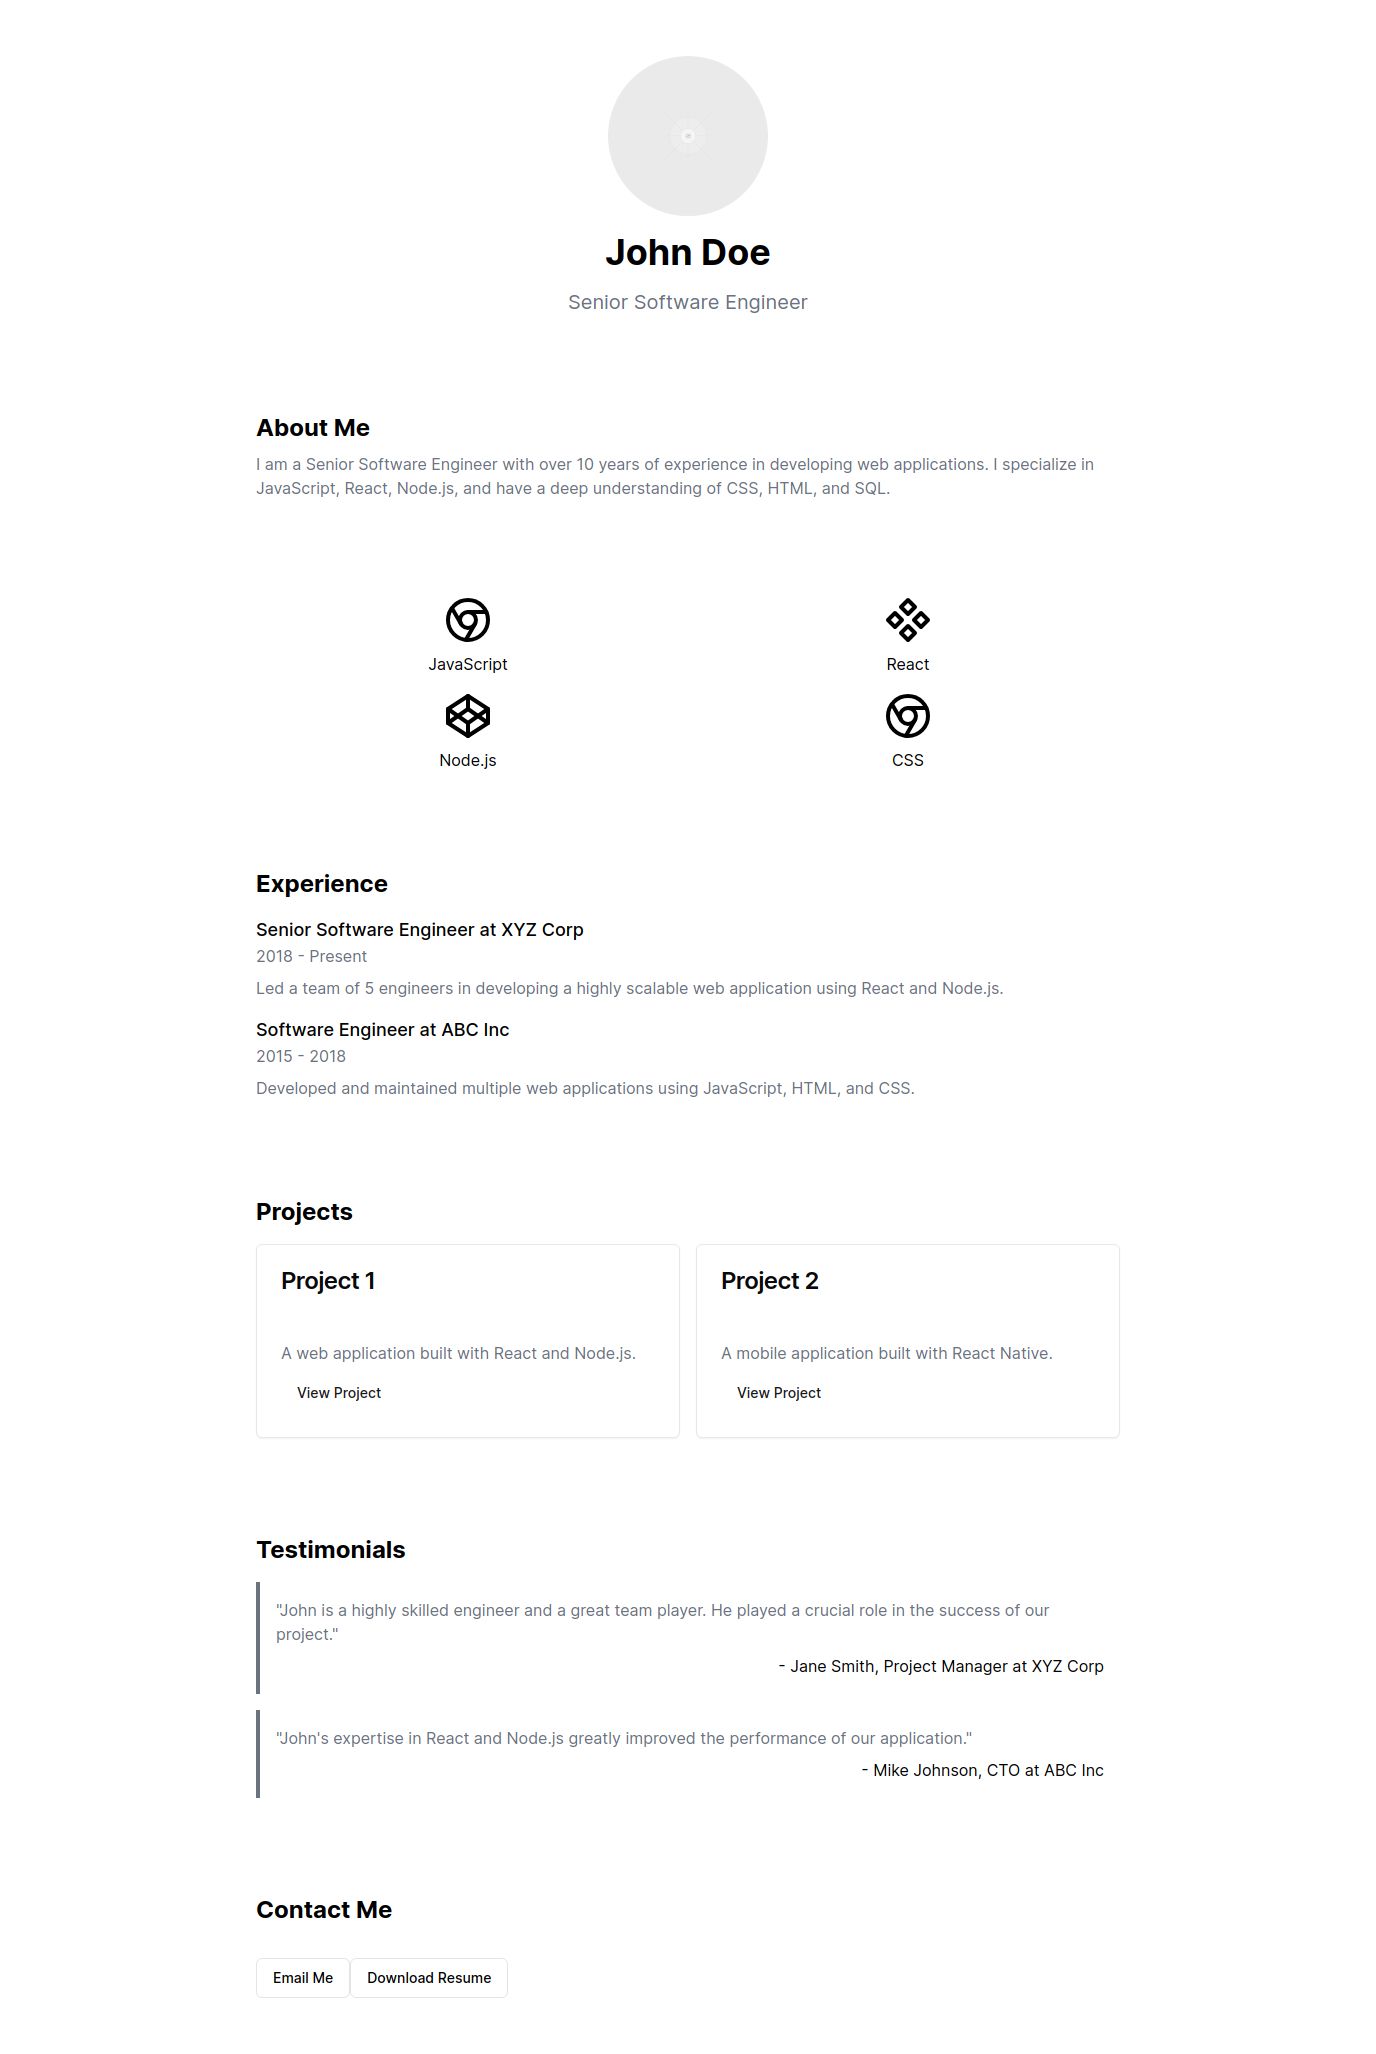 John Doe
Senior Software Engineer
About Me
I am a Senior Software Engineer with over 10 years of experience in developing web applications. I specialize in
JavaScript, React, Node.js, and have a deep understanding of CSS, HTML, and SQL.
JavaScript
React
Node.js
CSS
Experience
Senior Software Engineer at XYZ Corp
2018 - Present
Led a team of 5 engineers in developing a highly scalable web application using React and Node.js.
Software Engineer at ABC Inc
2015 - 2018
Developed and maintained multiple web applications using JavaScript, HTML, and CSS.
Projects
Project 1
A web application built with React and Node.js.
View Project
Project 2
A mobile application built with React Native.
View Project
Testimonials
"John is a highly skilled engineer and a great team player. He played a crucial role in the success of our
project."
- Jane Smith, Project Manager at XYZ Corp
"John's expertise in React and Node.js greatly improved the performance of our application."
- Mike Johnson, CTO at ABC Inc
Contact Me
Email Me
Download Resume